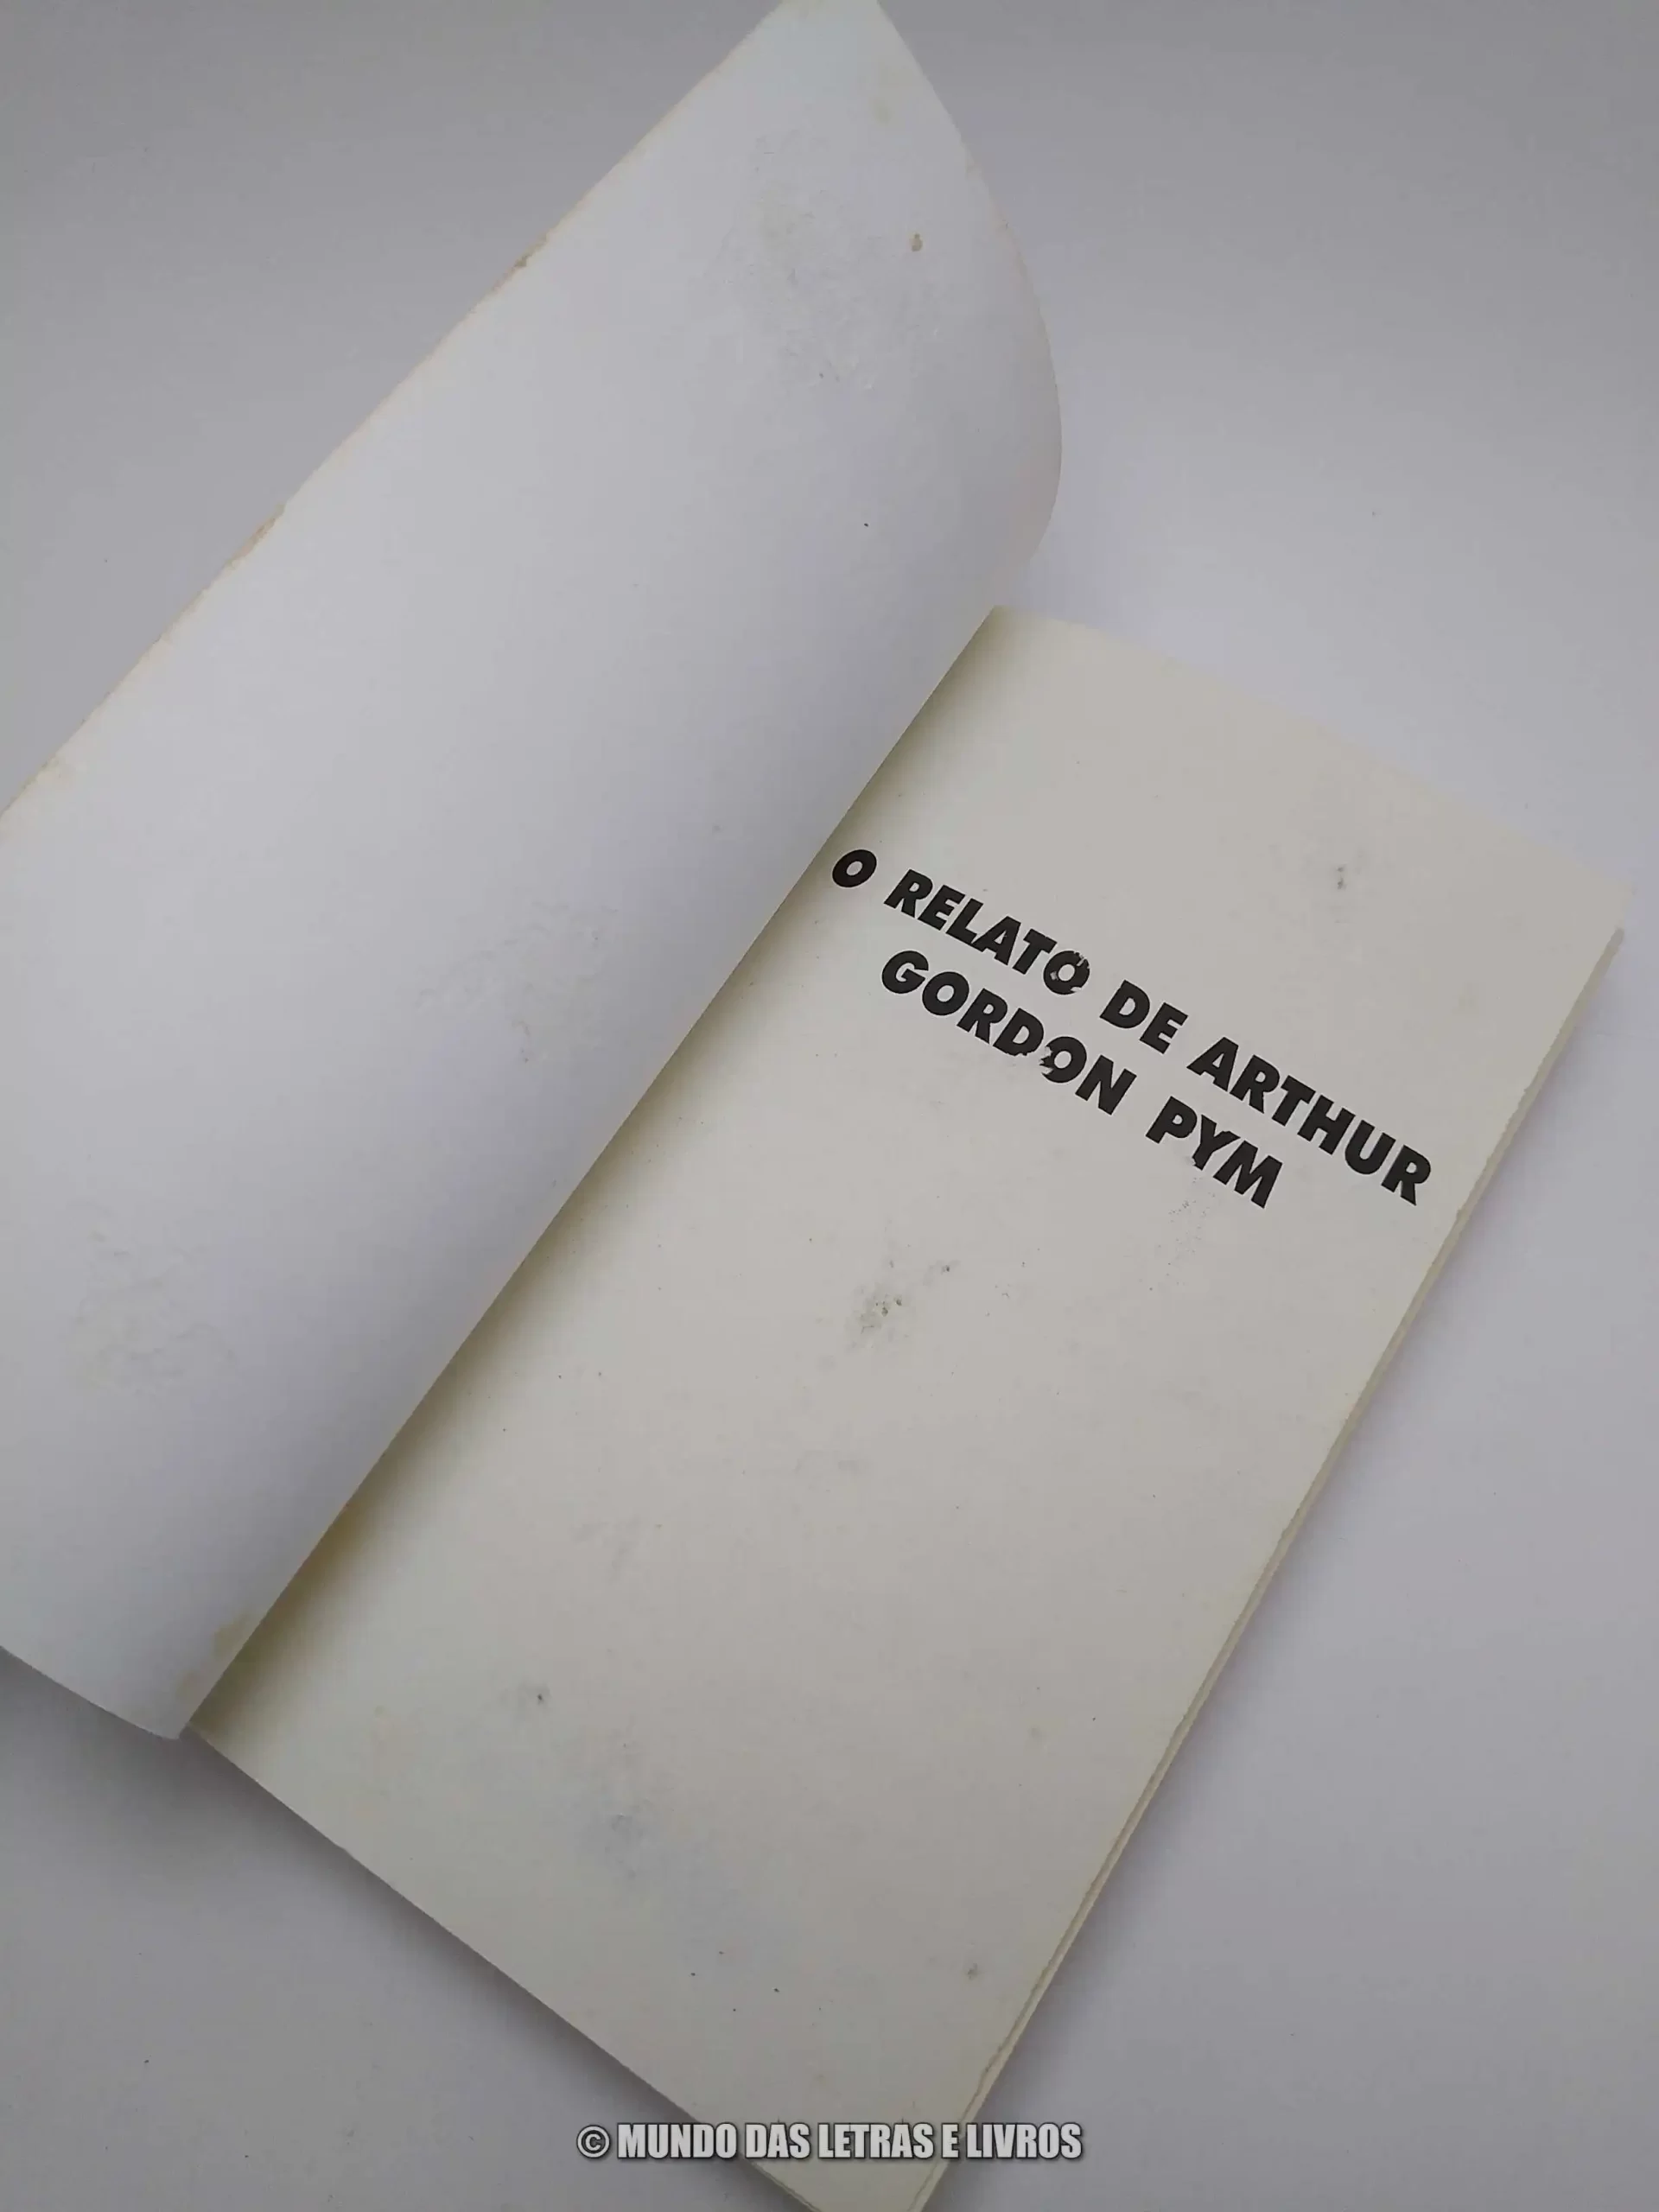 O RELATO DE ARTHUR
GORDON PYM
© MUNDO DAS LETRAS E LIVROS